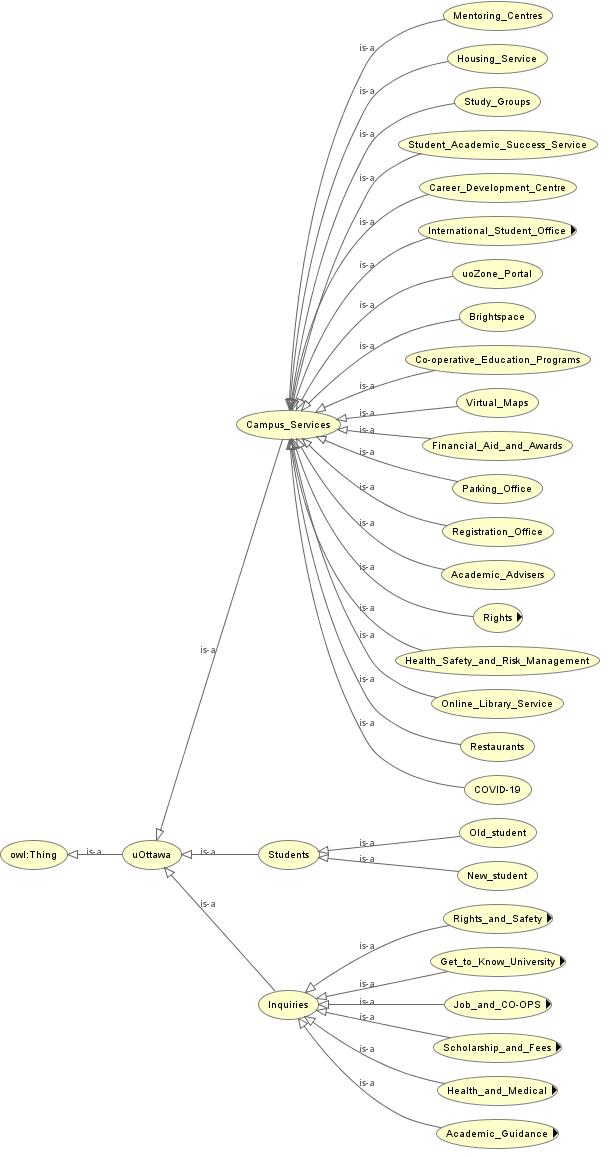 Mentoring_Centres
is-a
Housing_Service
is-a
Study_Groups
is-a
Student_Academic_Success_Service
is-a
Career_Development_Centre
is-a
International_Student_Office
is-a
uoZone_Portal
is-a
Brightspace
is-a
Co-operative_Education_Programs
is-a
Virtual_Maps
is-a
Campus_Services
is-a
Financial_Aid_and_Awards
is-a
Parking_Office
is-a
Registration_Office
is-a
Academic_Advisers
is-a
Rights
is-a
Health_Safety_and_Risk_Management
is-a
is-a
Online_Library_Service
is-a
Restaurants
is-a
COVID-19
Old_student
is-a
owl:Thing
is-a
uOttawa
is-a
Students
is-a
New_student
is-a
Rights_and_Safety
is-a
Get_to_Know_University
is-a
Inquiries
is-a
Job_and_CO-OPS
is-a
Scholarship_and_Fees
is-a
Health_and_Medical
is-a
Academic_Guidance